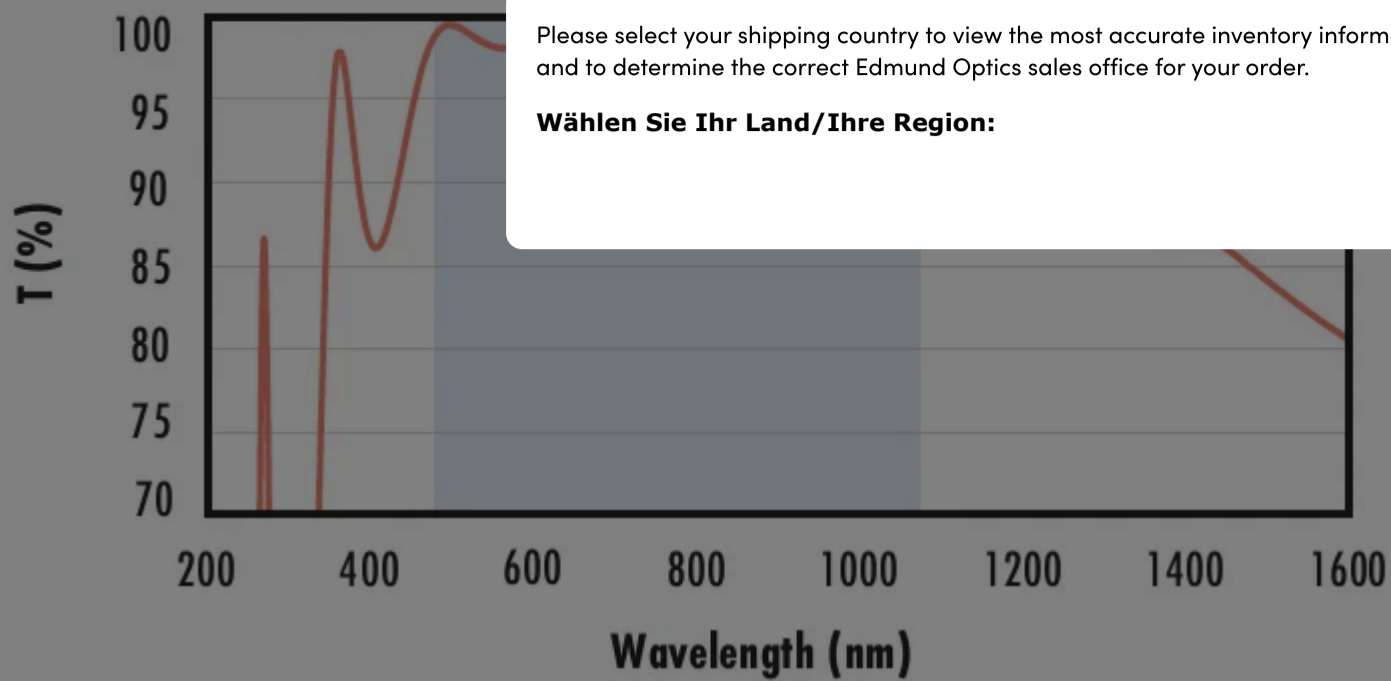 Please select your shipping country to view the most accurate inventory inform
and to determine the correct Edmund Optics sales office for your order.
Wählen Sie Ihr Land/Ihre Region:
T (%)
100
95
90
85
80
75
70
200 400 600 800 1000 1200 1400 1600
Wavelength (nm)